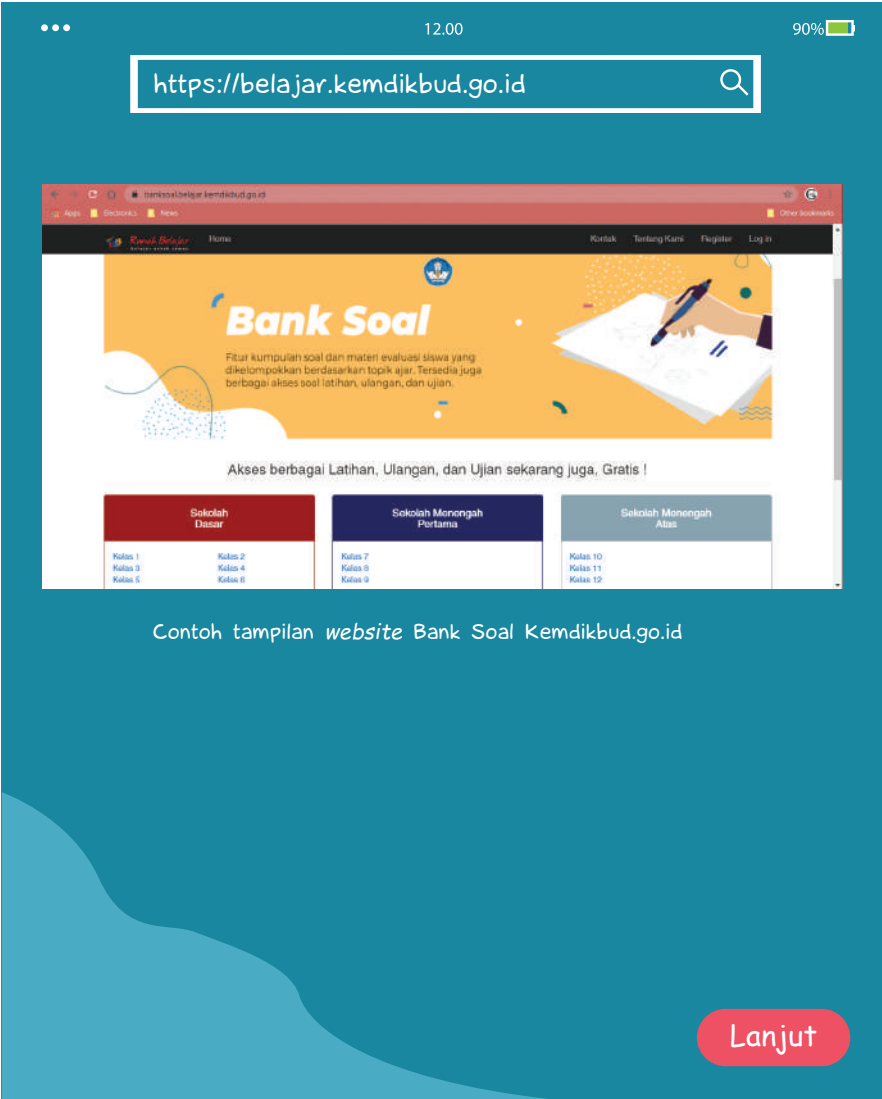 12.00
90%
https://belajar.kemdikbud.go.id
banksoal.belajar.kemdikbud.go.id
Apps Electronics News
Other bookmarks
Rumah Belajar Home Kontak Tentang Kami Register Log in
Bank Soal
Fitur kumpulan soal dan materi evaluasi siswa yang
dikelompokkan berdasarkan topik ajar. Tersedia juga
berbagai akses soal latihan, ulangan, dan ujian.
Akses berbagai Latihan, Ulangan, dan Ujian sekarang juga, Gratis !
Sekolah
Dasar
Kelas 1 Kelas 2
Kelas 3 Kelas 4
Kelas 5 Kelas 6
Sekolah Menengah
Pertama
Kelas 7
Kelas 8
Kelas 9
Sekolah Menengah
Atas
Kelas 10
Kelas 11
Kelas 12
Contoh tampilan website Bank Soal Kemdikbud.go.id
Lanjut